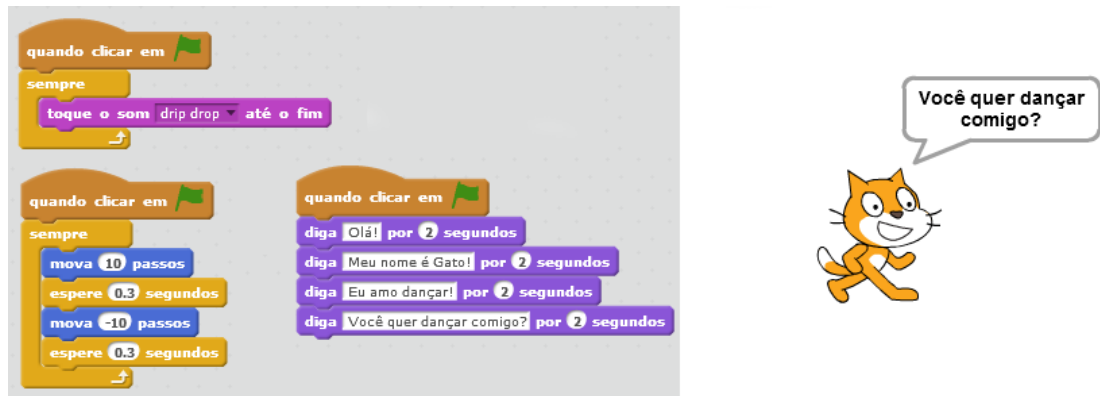 quando clicar em
sempre
toque o som drip drop até o fim
quando clicar em
sempre
mova 10 passos
espere 0.3 segundos
mova -10 passos
espere 0.3 segundos
quando clicar em
diga Olá! por 2 segundos
diga Meu nome é Gato! por 2 segundos
diga Eu amo dançar! por 2 segundos
diga Você quer dançar comigo? por 2 segundos
Você quer dançar
comigo?